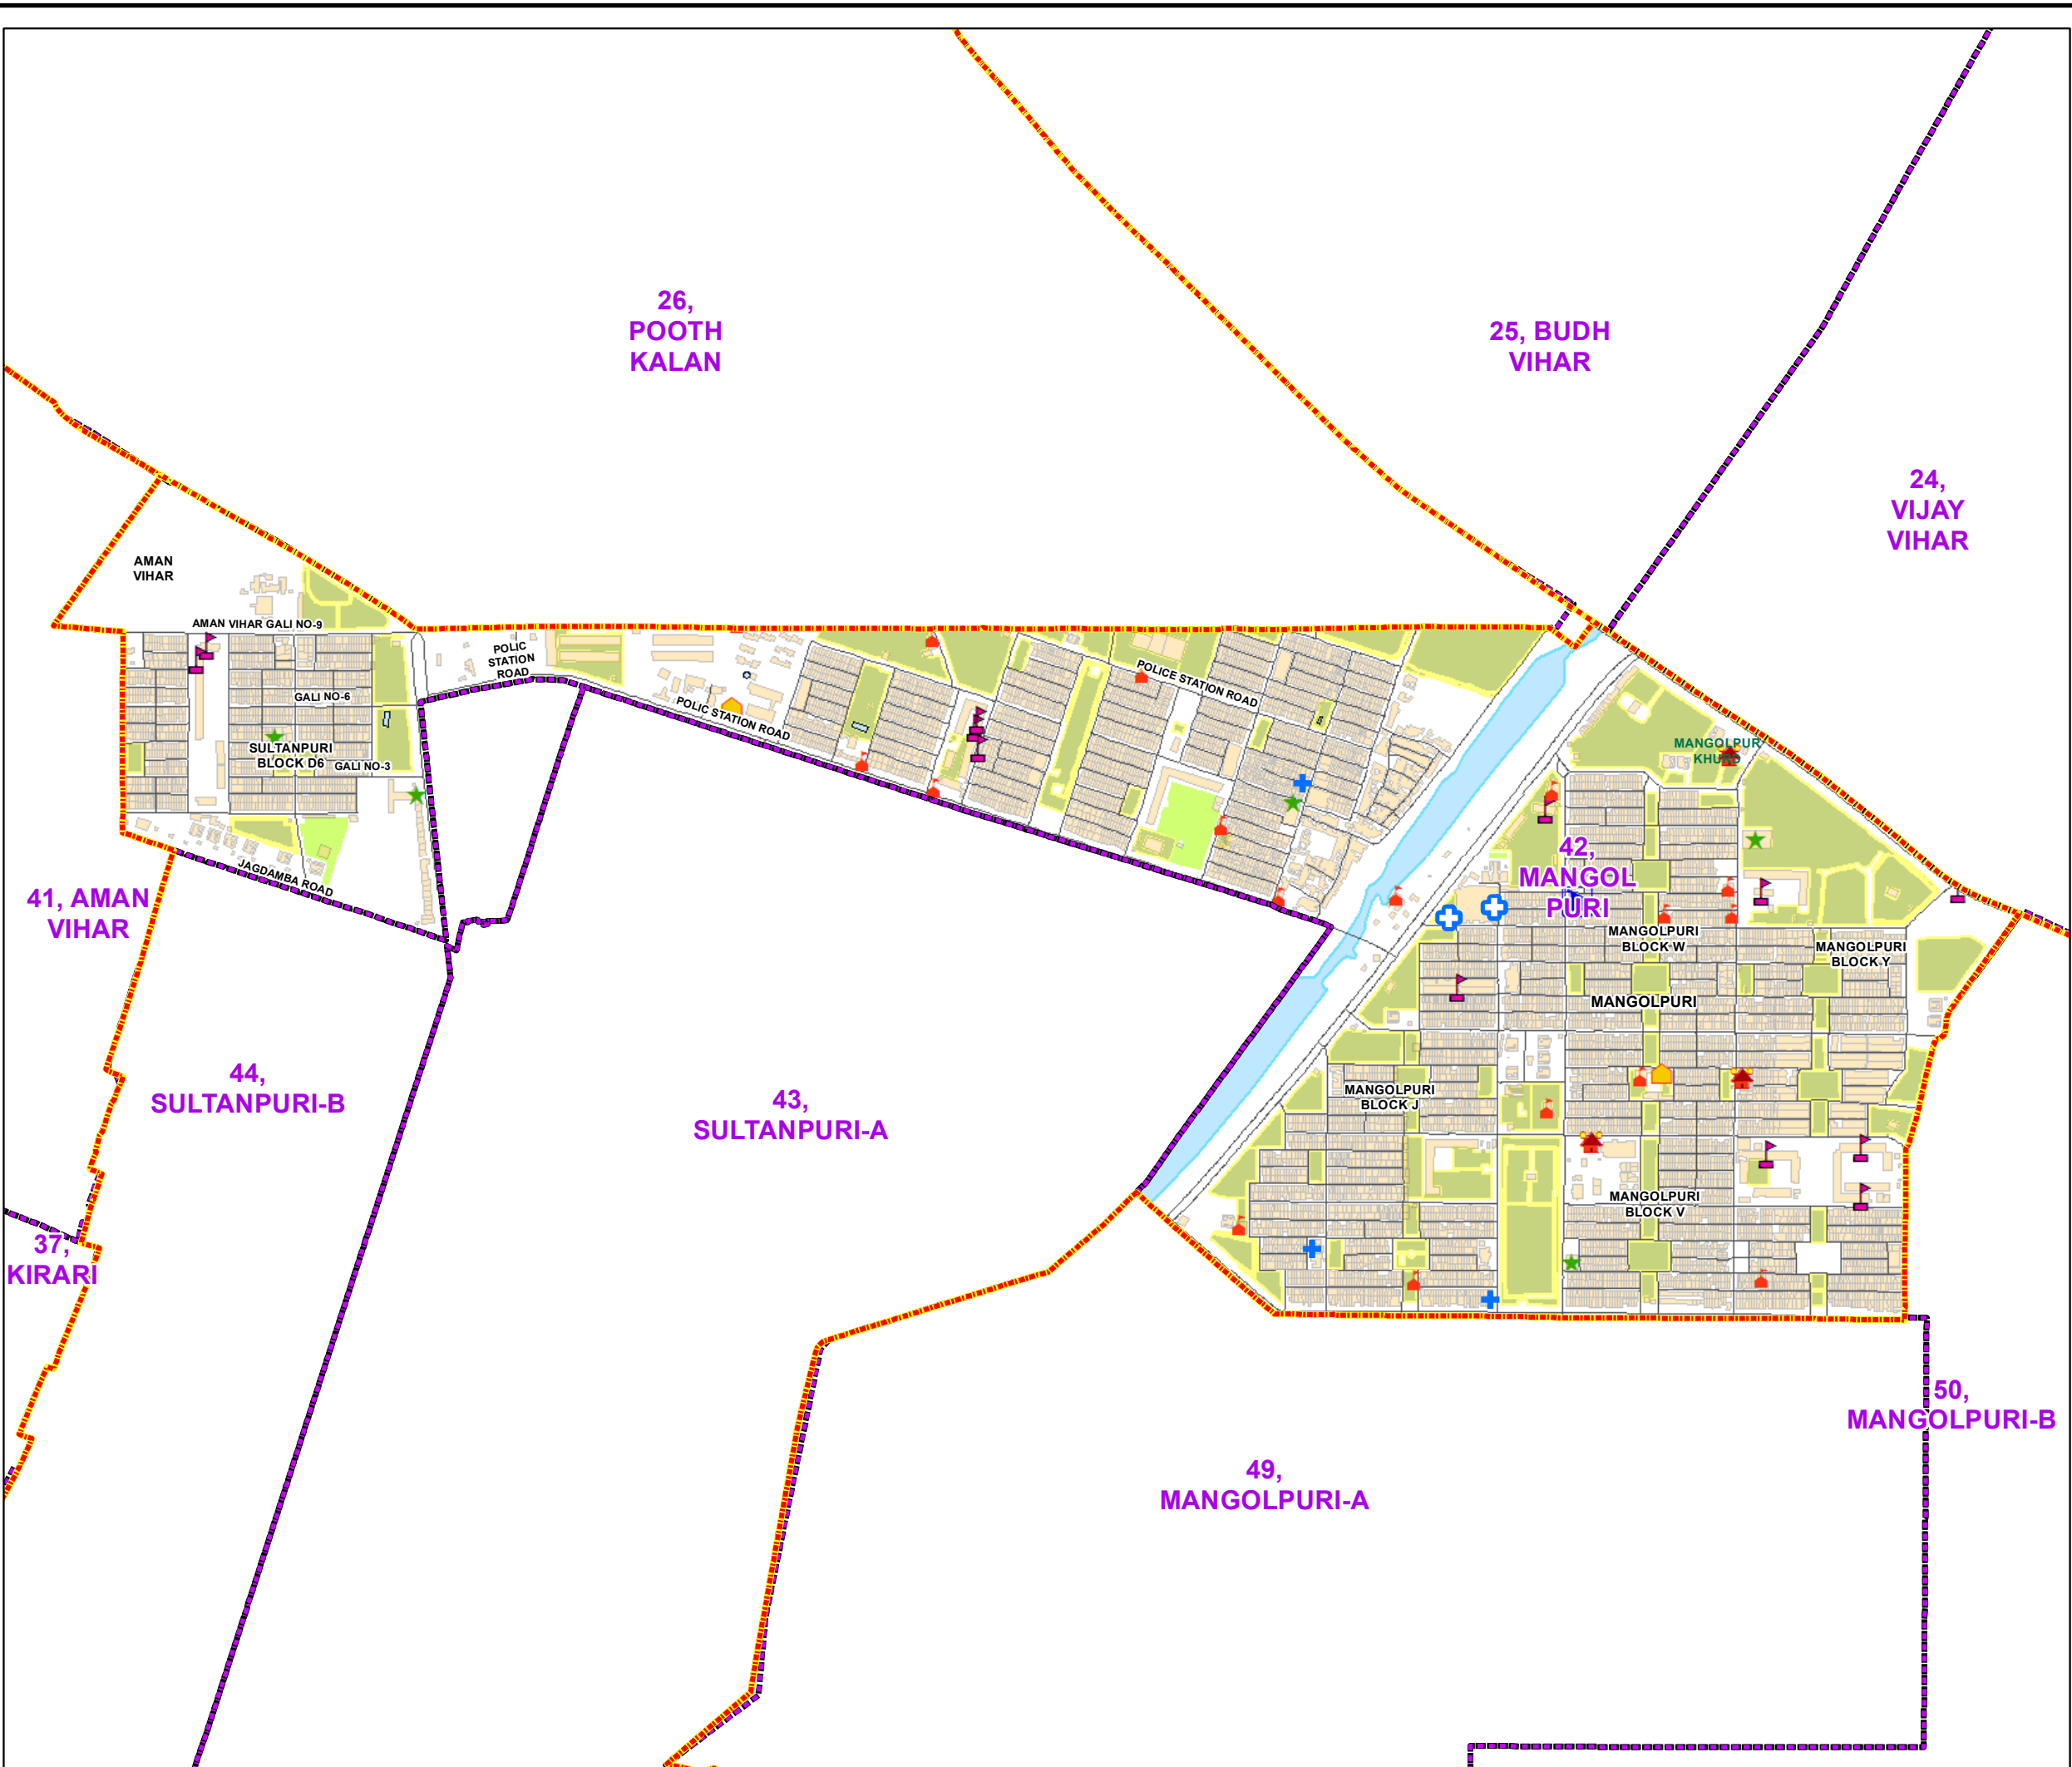 26,
POOTH
KALAN
25, BUDH
VIHAR
24,
VIJAY
VIHAR
AMAN
VIHAR
AMAN VIHAR GALI NO-9
POLIC
STATION
ROAD
POLICE STATION ROAD
GALI NO-6
POLIC STATION ROAD
SULTANPURI
BLOCK D6
GALI NO-3
MANGOLPUR
KHURD
42,
MANGOL
PURI
JAGDAMBA ROAD
41, AMAN
VIHAR
MANGOLPURI
BLOCK W
MANGOLPURI
BLOCK Y
MANGOLPURI
44,
SULTANPURI-B
43,
SULTANPURI-A
MANGOLPURI
BLOCK J
MANGOLPURI
BLOCK V
37,
KIRARI
50,
MANGOLPURI-B
49,
MANGOLPURI-A